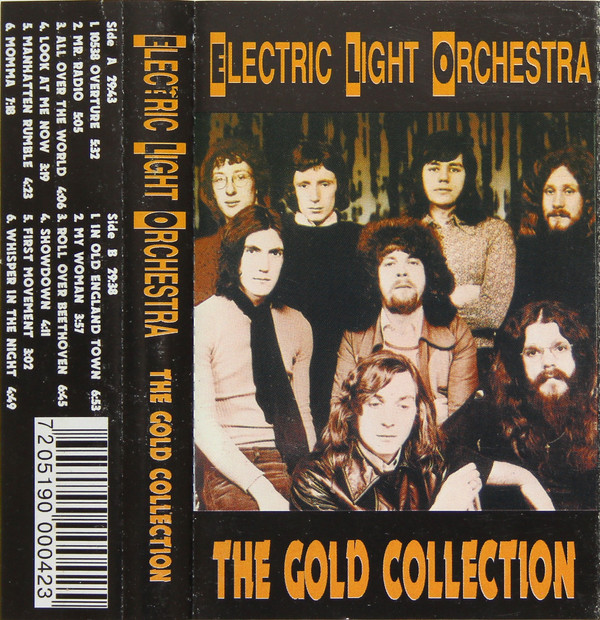 Side A 29:43
1. 10538 OVERTURE 5:32
2. MR. RADIO 5:05
3. ALL OVER THE WORLD 4:06
4. LOOK AT ME NOW 3:19
5. MANHATTEN RUMBLE 4:23
6. MOMMA 7:18
Side B 29:38
1. IN OLD ENGLAND TOWN 6:53
2. MY WOMAN 3:57
3. ROLL OVER BEETHOVEN 6:45
4. SHOWDOWN 4:11
5. FIRST MOVEMENT 3:02
6. WHISPER IN THE NIGHT 4:49
7 205190 000423
ELECTRIC LIGHT ORCHESTRA THE GOLD COLLECTION
ELECTRIC LIGHT ORCHESTRA
THE GOLD COLLECTION